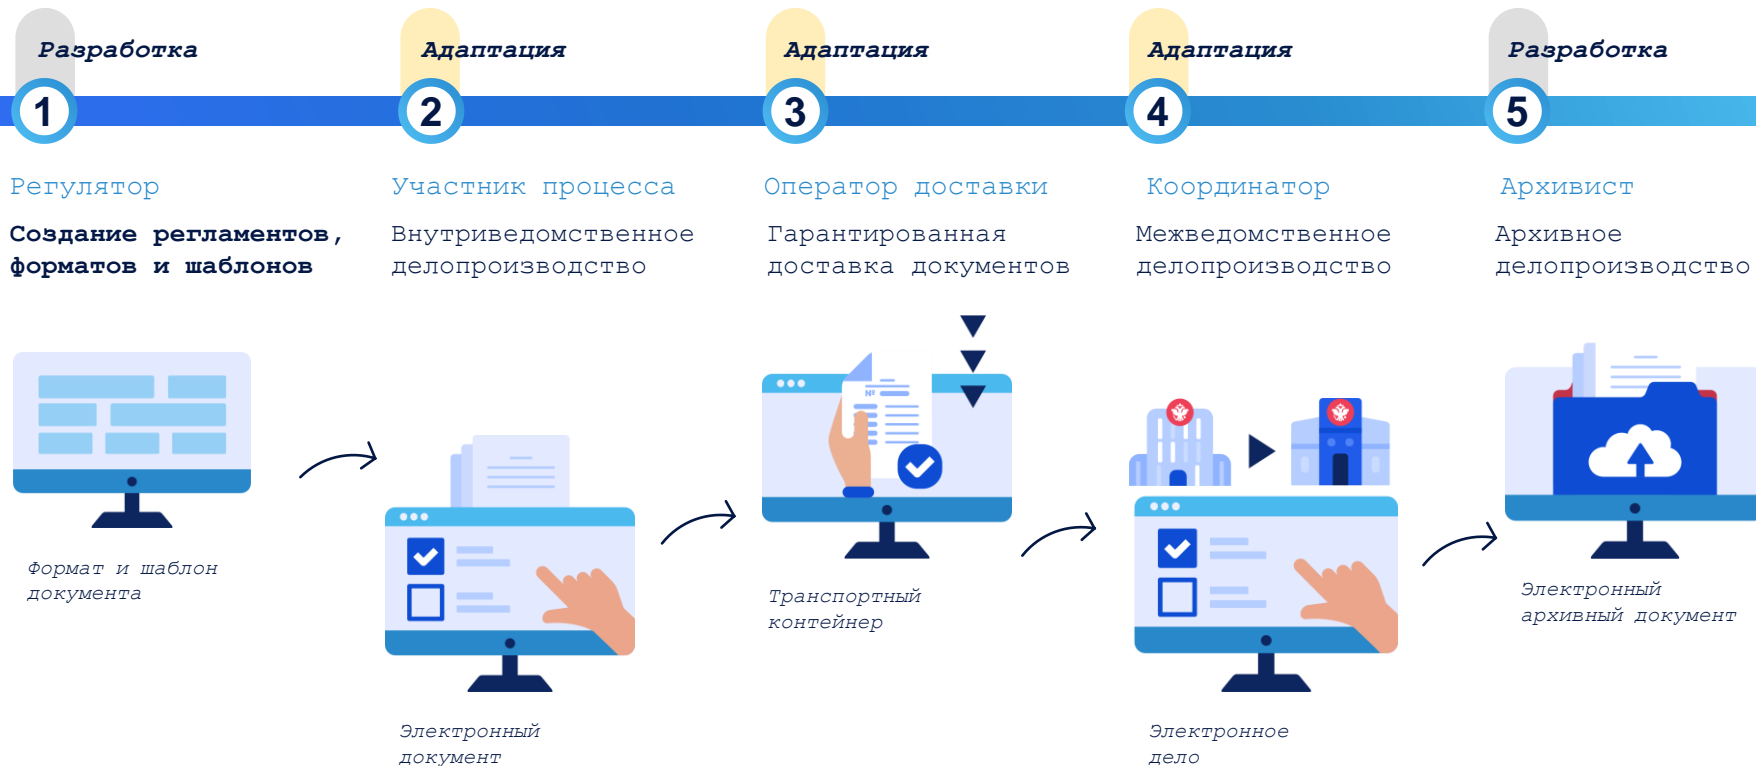 Разработка
Адаптация
Адаптация
Адаптация
Разработка
1
2
3
4
5
Регулятор
Участник процесса
Оператор доставки
Координатор
Архивист
Создание регламентов,
форматов и шаблонов
Внутриведомственное
делопроизводство
Гарантированная
доставка документов
Межведомственное
делопроизводство
Архивное
делопроизводство
№
Формат и шаблон
документа
Электронный
документ
Транспортный
контейнер
Электронное
дело
Электронный
архивный документ